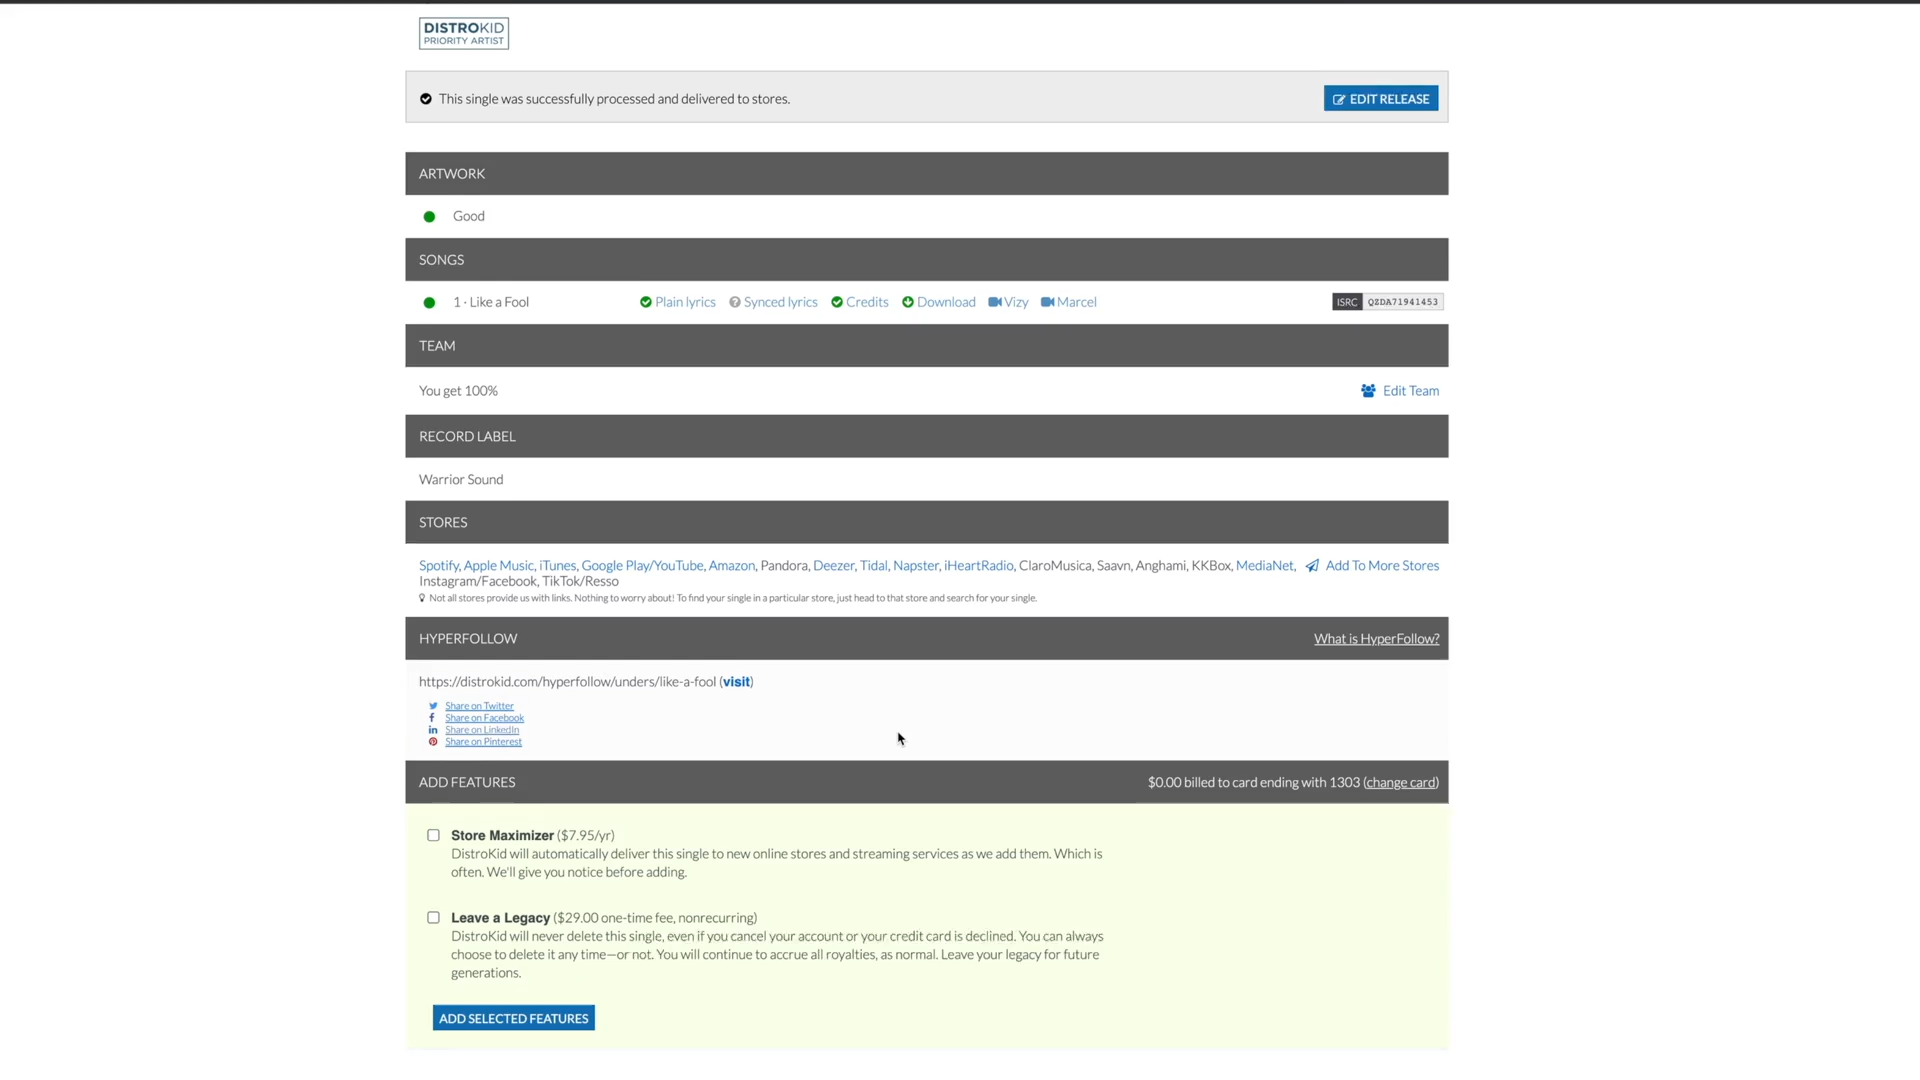 DISTROKID
PRIORITY ARTIST
This single was successfully processed and delivered to stores.
EDIT RELEASE
ARTWORK
Good
SONGS
1 · Like a Fool
Plain lyrics
Synced lyrics
Credits
Download
Vizy
Marcel
ISRC QZDA71941453
TEAM
You get 100%
Edit Team
RECORD LABEL
Warrior Sound
STORES
Spotify, Apple Music, iTunes, Google Play/YouTube, Amazon, Pandora, Deezer, Tidal, Napster, iHeartRadio, ClaroMusica, Saavn, Anghami, KKBox, MediaNet,
Add To More Stores
Instagram/Facebook, TikTok/Resso
Not all stores provide us with links. Nothing to worry about! To find your single in a particular store, just head to that store and search for your single.
HYPERFOLLOW
What is HyperFollow?
https://distrokid.com/hyperfollow/unders/like-a-fool (visit)
Share on Twitter
Share on Facebook
Share on LinkedIn
Share on Pinterest
ADD FEATURES
$0.00 billed to card ending with 1303 (change card)
Store Maximizer ($7.95/yr)
DistroKid will automatically deliver this single to new online stores and streaming services as we add them. Which is
often. We'll give you notice before adding.
Leave a Legacy ($29.00 one-time fee, nonrecurring)
DistroKid will never delete this single, even if you cancel your account or your credit card is declined. You can always
choose to delete it any time—or not. You will continue to accrue all royalties, as normal. Leave your legacy for future
generations.
ADD SELECTED FEATURES